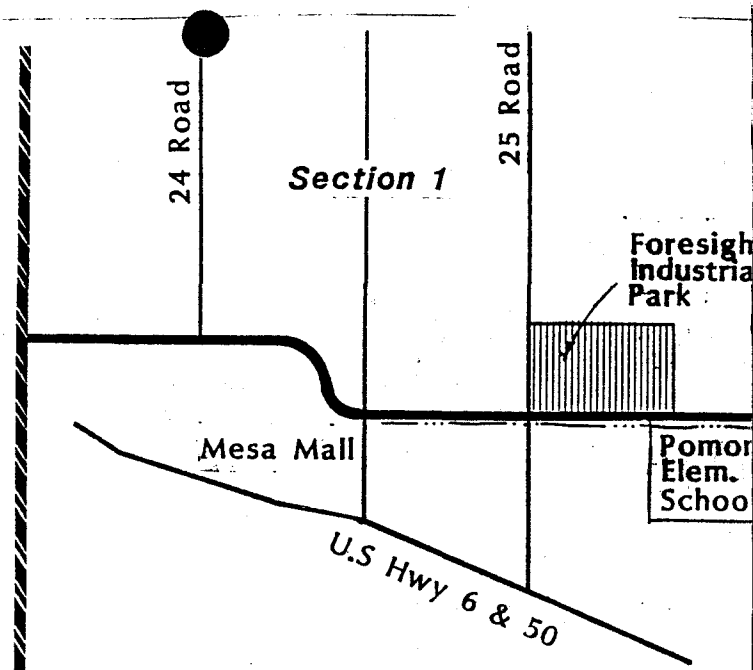 24 Road
25 Road
Section 1
Foresigh
Industria
Park
Mesa Mall
Pomor
Elem.
Schoo
U.S Hwy 6 & 50